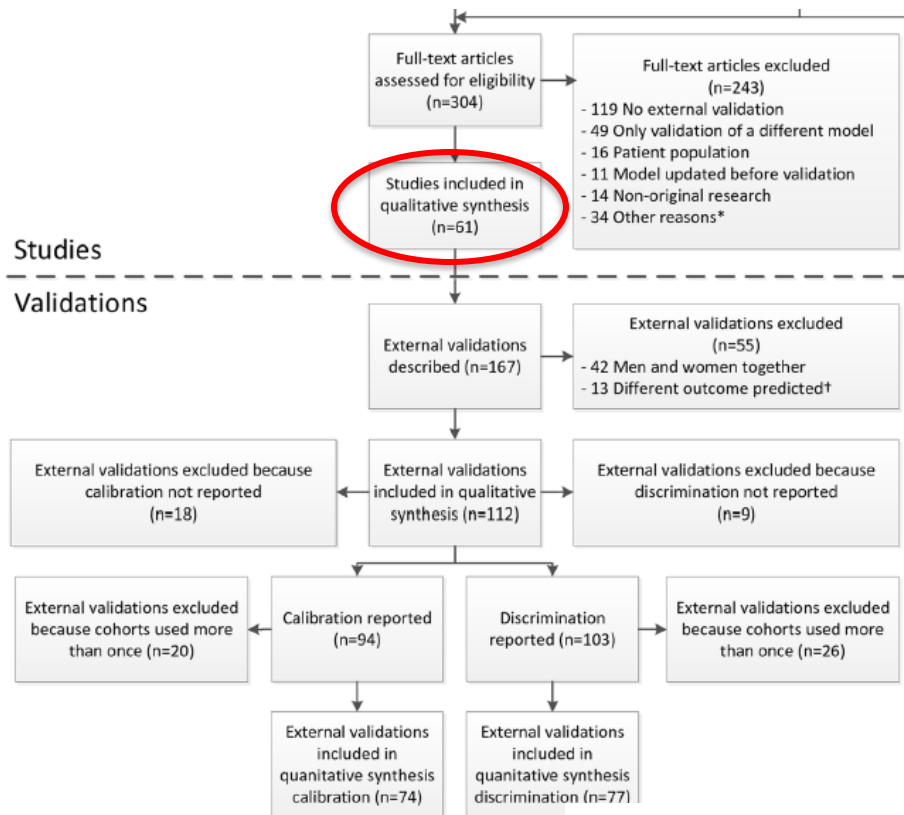 Full-text articles
assessed for eligibility
(n=304)
Full-text articles excluded
(n=243)
- 119 No external validation
- 49 Only validation of a different model
- 16 Patient population
- 11 Model updated before validation
- 14 Non-original research
- 34 Other reasons*
Studies included in
qualitative synthesis
(n=61)
Studies
Validations
External validations
described (n=167)
External validations excluded
(n=55)
- 42 Men and women together
- 13 Different outcome predicted†
External validations excluded because
calibration not reported
(n=18)
External validations
included in qualitative
synthesis (n=112)
External validations excluded because
discrimination not reported
(n=9)
External validations excluded
because cohorts used more
than once (n=20)
Calibration reported
(n=94)
Discrimination
reported (n=103)
External validations excluded
because cohorts used more
than once (n=26)
External validations
included in
quanitative synthesis
calibration (n=74)
External validations
included in
quanitative synthesis
discrimination (n=77)